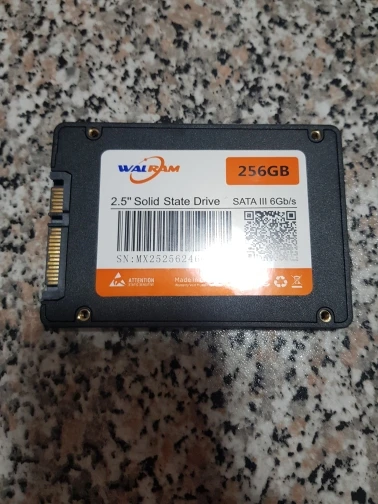 WALRAM
256GB
2.5" Solid State Drive SATA III 6Gb/s
SN:MX2525624
ATTENTION
Made in